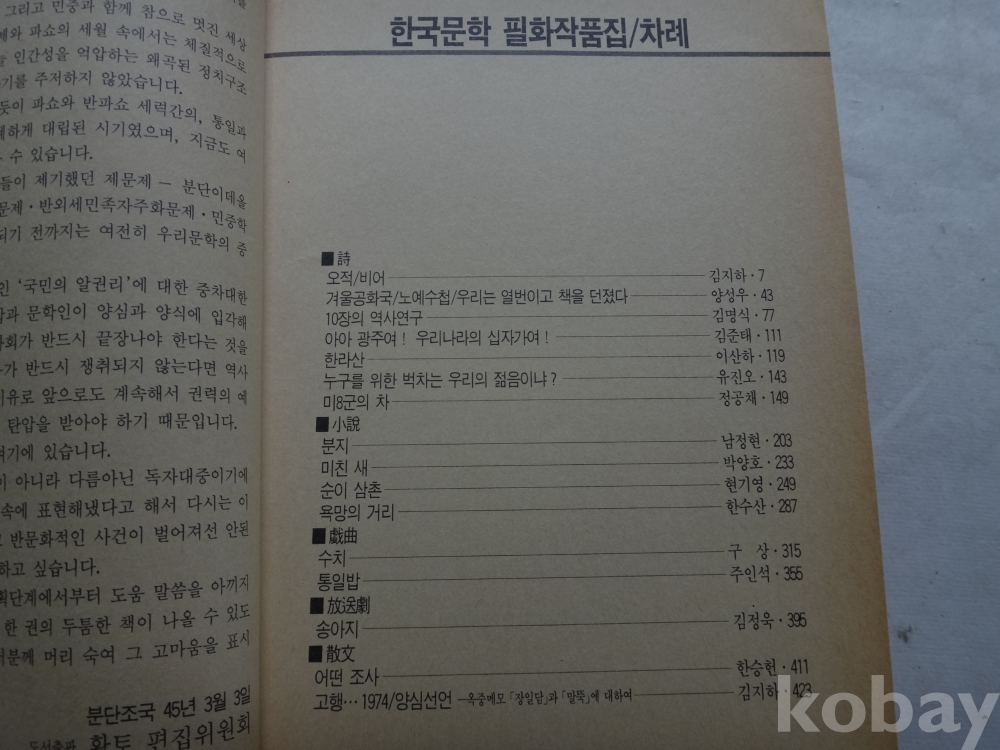 그리고 민중과 함께 참으로 멋진 세상
와 파쇼의 세월 속에서는 체질적으로
인간성을 억압하는 왜곡된 정치구조
기를 주저하지 않았습니다.
듯이 파쇼와 반파쇼 세력간의, 통일과
하게 대립된 시기였으며, 지금도 여
수 있습니다.
들이 제기했던 제문제 — 분단이데올
문제·반외세민족자주화문제·민중학
되기 전까지는 여전히 우리문학의 중
인 '국민의 알권리'에 대한 중차대한
과 문학인이 양심과 양식에 입각해
사회가 반드시 끝장나야 한다는 것을
가 반드시 쟁취되지 않는다면 역사
이유로 앞으로도 계속해서 권력의 예
탄압을 받아야 하기 때문입니다.
여기에 있습니다.
이 아니라 다름아닌 독자대중이기에
속에 표현해냈다고 해서 다시는 이
반문화적인 사건이 벌어져선 안된
하고 싶습니다.
획단계에서부터 도움 말씀을 아끼지
한 권의 두툼한 책이 나올 수 있도
러분께 머리 숙여 그 고마움을 표시
분단조국 45년 3월 3일
도서출판 황토 편집위원회
한국문학 필화작품집/차례
■詩
오적/비어 김지하·7
겨울공화국/노예수첩/우리는 열번이고 책을 던졌다 양성우·43
10장의 역사연구 김명식·77
아아 광주여! 우리나라의 십자가여! 김준태·111
한라산 이산하·119
누구를 위한 벅차는 우리의 젊음이냐? 유진오·143
미8군의 차 정공채·149
■小說
분지 남정현·203
미친 새 박양호·233
순이 삼촌 현기영·249
욕망의 거리 한수산·287
■戱曲
수치 구 상·315
통일밥 주인석·355
■放送劇
송아지 김정욱·395
■散文
어떤 조사 한승헌·411
고행… 1974/양심선언 —옥중메모「장일담」과「말뚝」에 대하여 김지하·423
kobay